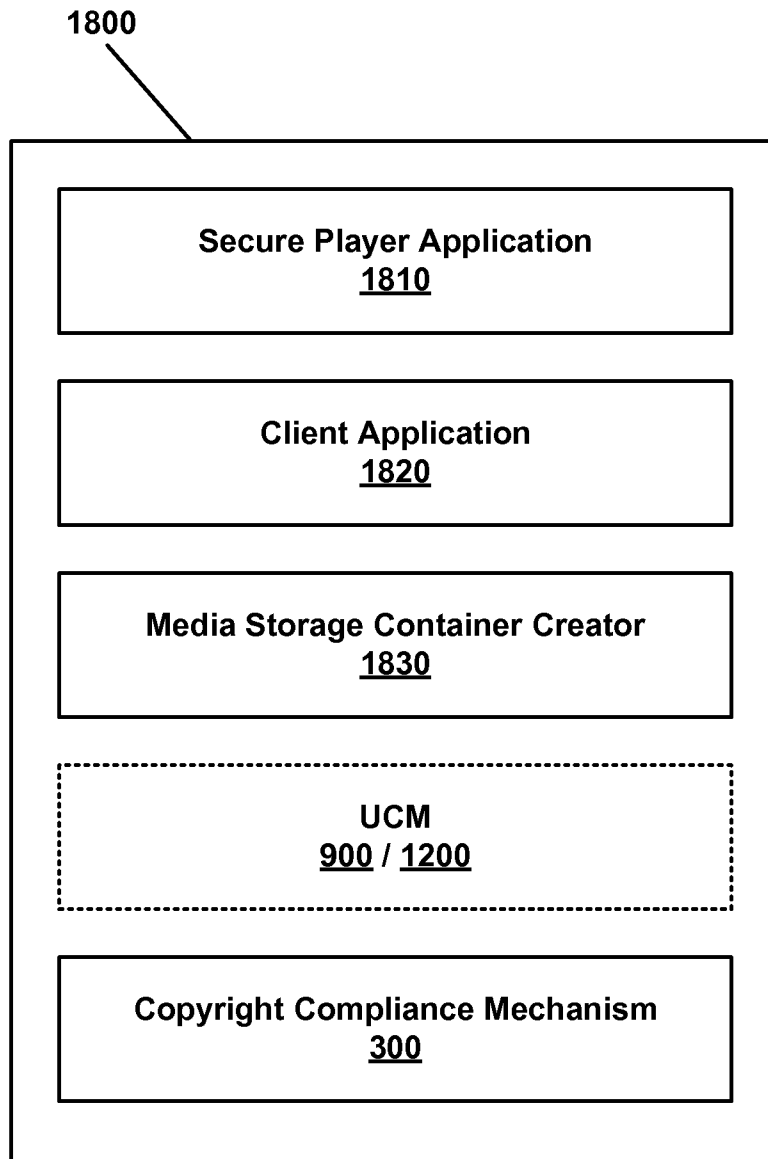 1800
Secure Player Application
1810
Client Application
1820
Media Storage Container Creator
1830
UCM
900 / 1200
Copyright Compliance Mechanism
300